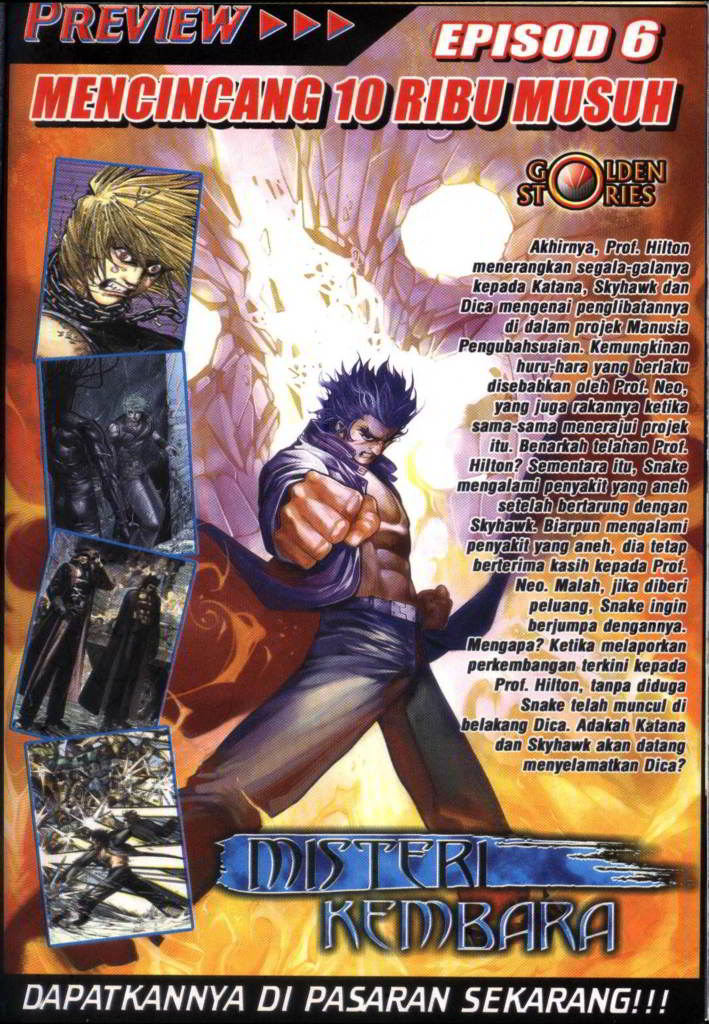 PREVIEW
EPISOD 6
MENCINCANG 10 RIBU MUSUH
GOLDEN
STORIES
Akhirnya, Prof. Hilton
menerangkan segala-galanya
kepada Katana, Skyhawk dan
Dica mengenai penglibatannya
di dalam projek Manusia
Pengubahsuaian. Kemungkinan
huru-hara yang berlaku
disebabkan oleh Prof. Neo,
yang juga rakannya ketika
sama-sama menerajui projek
itu. Benarkah telahan Prof.
Hilton? Sementara itu, Snake
mengalami penyakit yang aneh
setelah bertarung dengan
Skyhawk. Biarpun mengalami
penyakit yang aneh, dia tetap
berterima kasih kepada Prof.
Neo. Malah, jika diberi
peluang, Snake ingin
berjumpa dengannya.
Mengapa? Ketika melaporkan
perkembangan terkini kepada
Prof. Hilton, tanpa diduga
Snake telah muncul di
belakang Dica. Adakah Katana
dan Skyhawk akan datang
menyelamatkan Dica?
MISTERI
KEMBARA
DAPATKANNYA DI PASARAN SEKARANG!!!